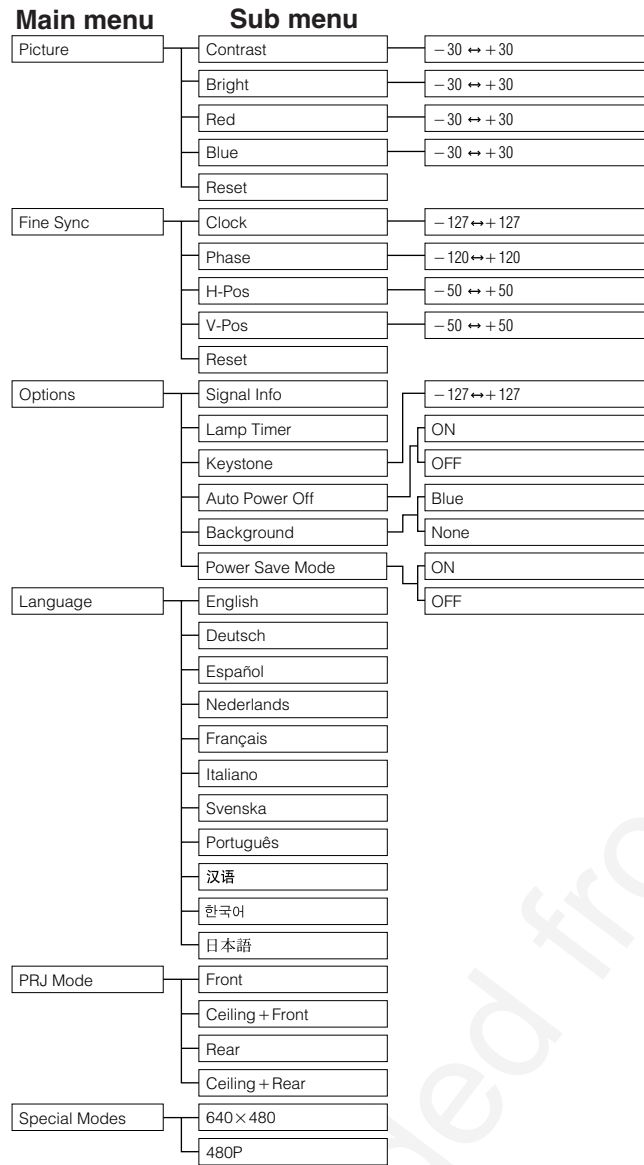 Main menu Sub menu
Picture Contrast −30 ↔ +30
Bright −30 ↔ +30
Red −30 ↔ +30
Blue −30 ↔ +30
Reset
Fine Sync Clock −127↔+127
Phase −120↔+120
H-Pos −50 ↔ +50
V-Pos −50 ↔ +50
Reset
Options Signal Info −127↔+127
Lamp Timer ON
Keystone OFF
Auto Power Off Blue
Background None
Power Save Mode ON
Language English OFF
Deutsch
Español
Nederlands
Français
Italiano
Svenska
Português
汉语
한국어
日本語
PRJ Mode Front
Ceiling+Front
Rear
Ceiling+Rear
Special Modes 640×480
480P